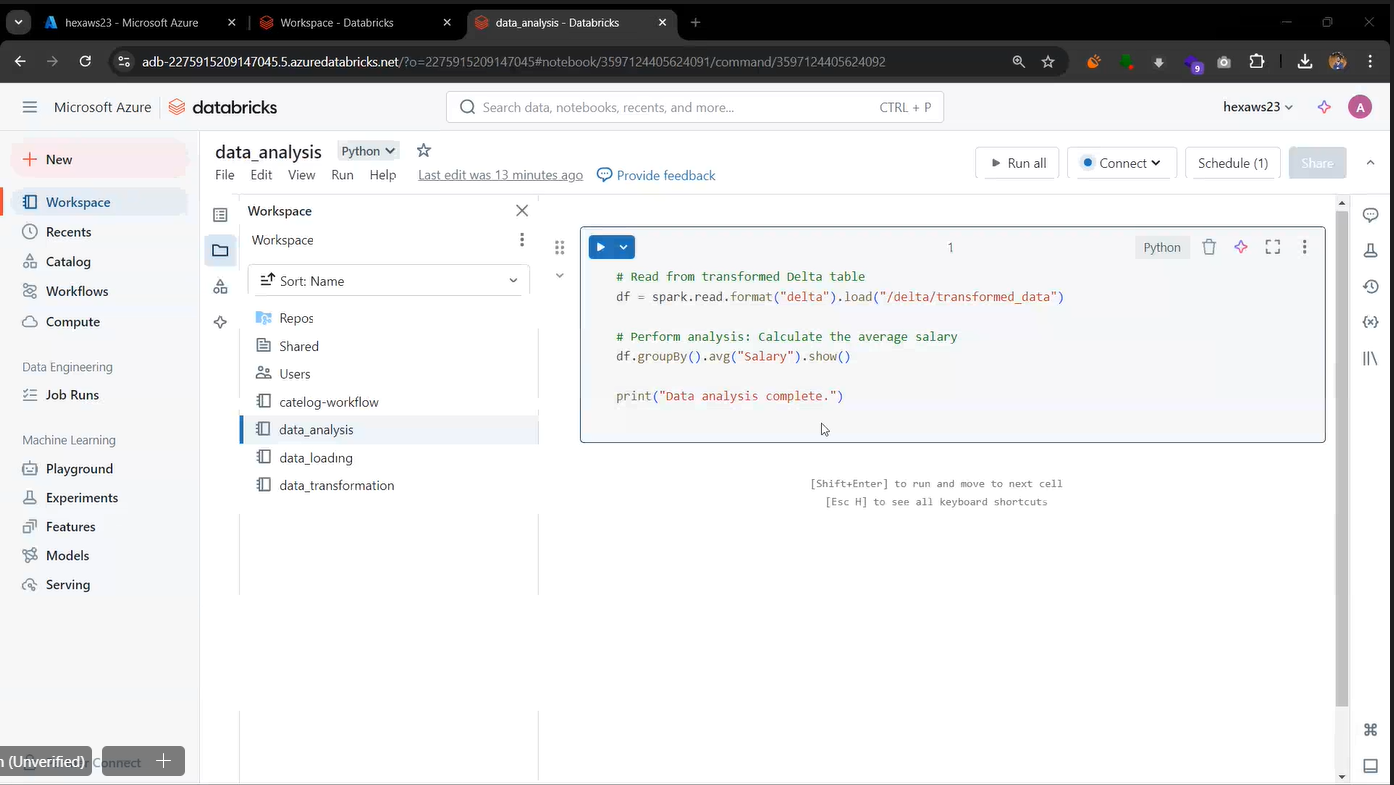 hexaws23 - Microsoft Azure
Workspace - Databricks
data_analysis - Databricks
adb-2275915209147045.5.azuredatabricks.net/?o=2275915209147045#notebook/3597124405624091/command/3597124405624092
9
Microsoft Azure
databricks
Search data, notebooks, recents, and more...
CTRL + P
hexaws23
A
New
Workspace
Recents
Catalog
Workflows
Compute
Data Engineering
Job Runs
Machine Learning
Playground
Experiments
Features
Models
Serving
(Unverified)
Connect
data_analysis
Python
File Edit View Run Help
Last edit was 13 minutes ago
Provide feedback
Run all
Connect
Schedule (1)
Share
Workspace
Workspace
Sort: Name
Repos
Shared
Users
catelog-workflow
data_analysis
data_loading
data_transformation
1
Python
# Read from transformed Delta table
df = spark.read.format("delta").load("/delta/transformed_data")
# Perform analysis: Calculate the average salary
df.groupBy().avg("Salary").show()
print("Data analysis complete.")
[Shift+Enter] to run and move to next cell
[Esc H] to see all keyboard shortcuts